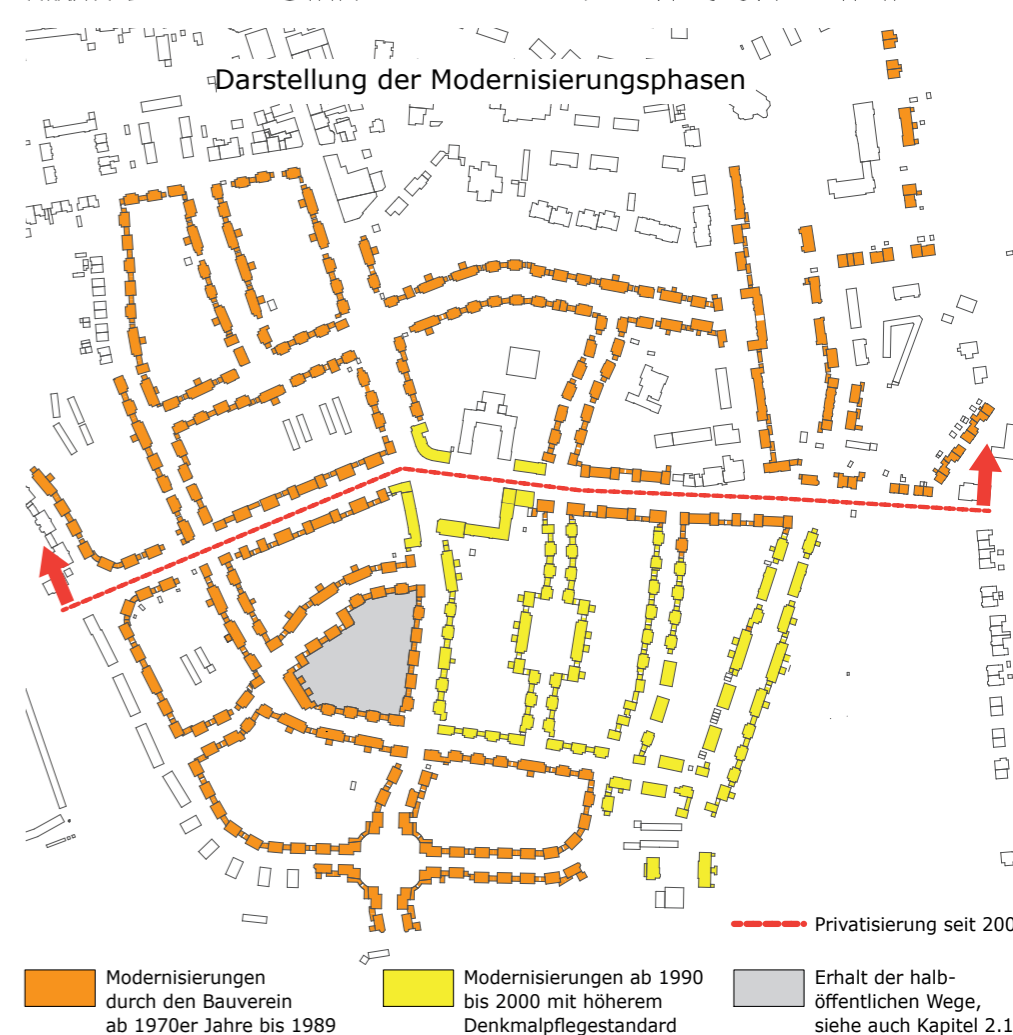 Darstellung der Modernisierungsphasen
Privatisierung seit 200
Modernisierungen
durch den Bauverein
ab 1970er Jahre bis 1989
Modernisierungen ab 1990
bis 2000 mit höherem
Denkmalpflegestandard
Erhalt der halb-
öffentlichen Wege,
siehe auch Kapitel 2.1